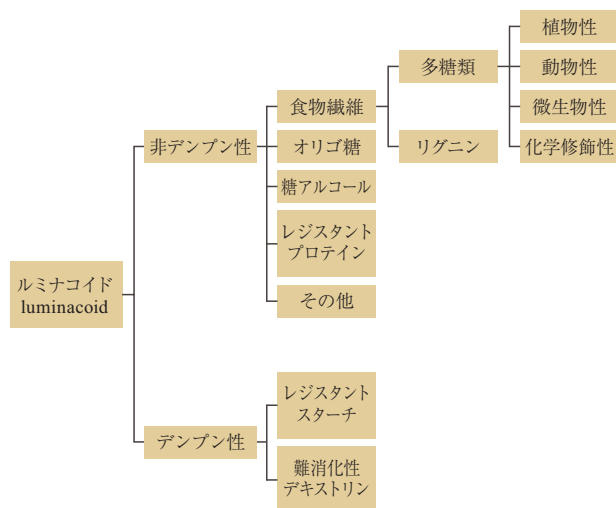 ルミナコイド
luminacoid
非デンプン性
食物繊維
多糖類
植物性
動物性
微生物性
化学修飾性
リグニン
オリゴ糖
糖アルコール
レジスタント
プロテイン
その他
デンプン性
レジスタント
スターチ
難消化性
デキストリン